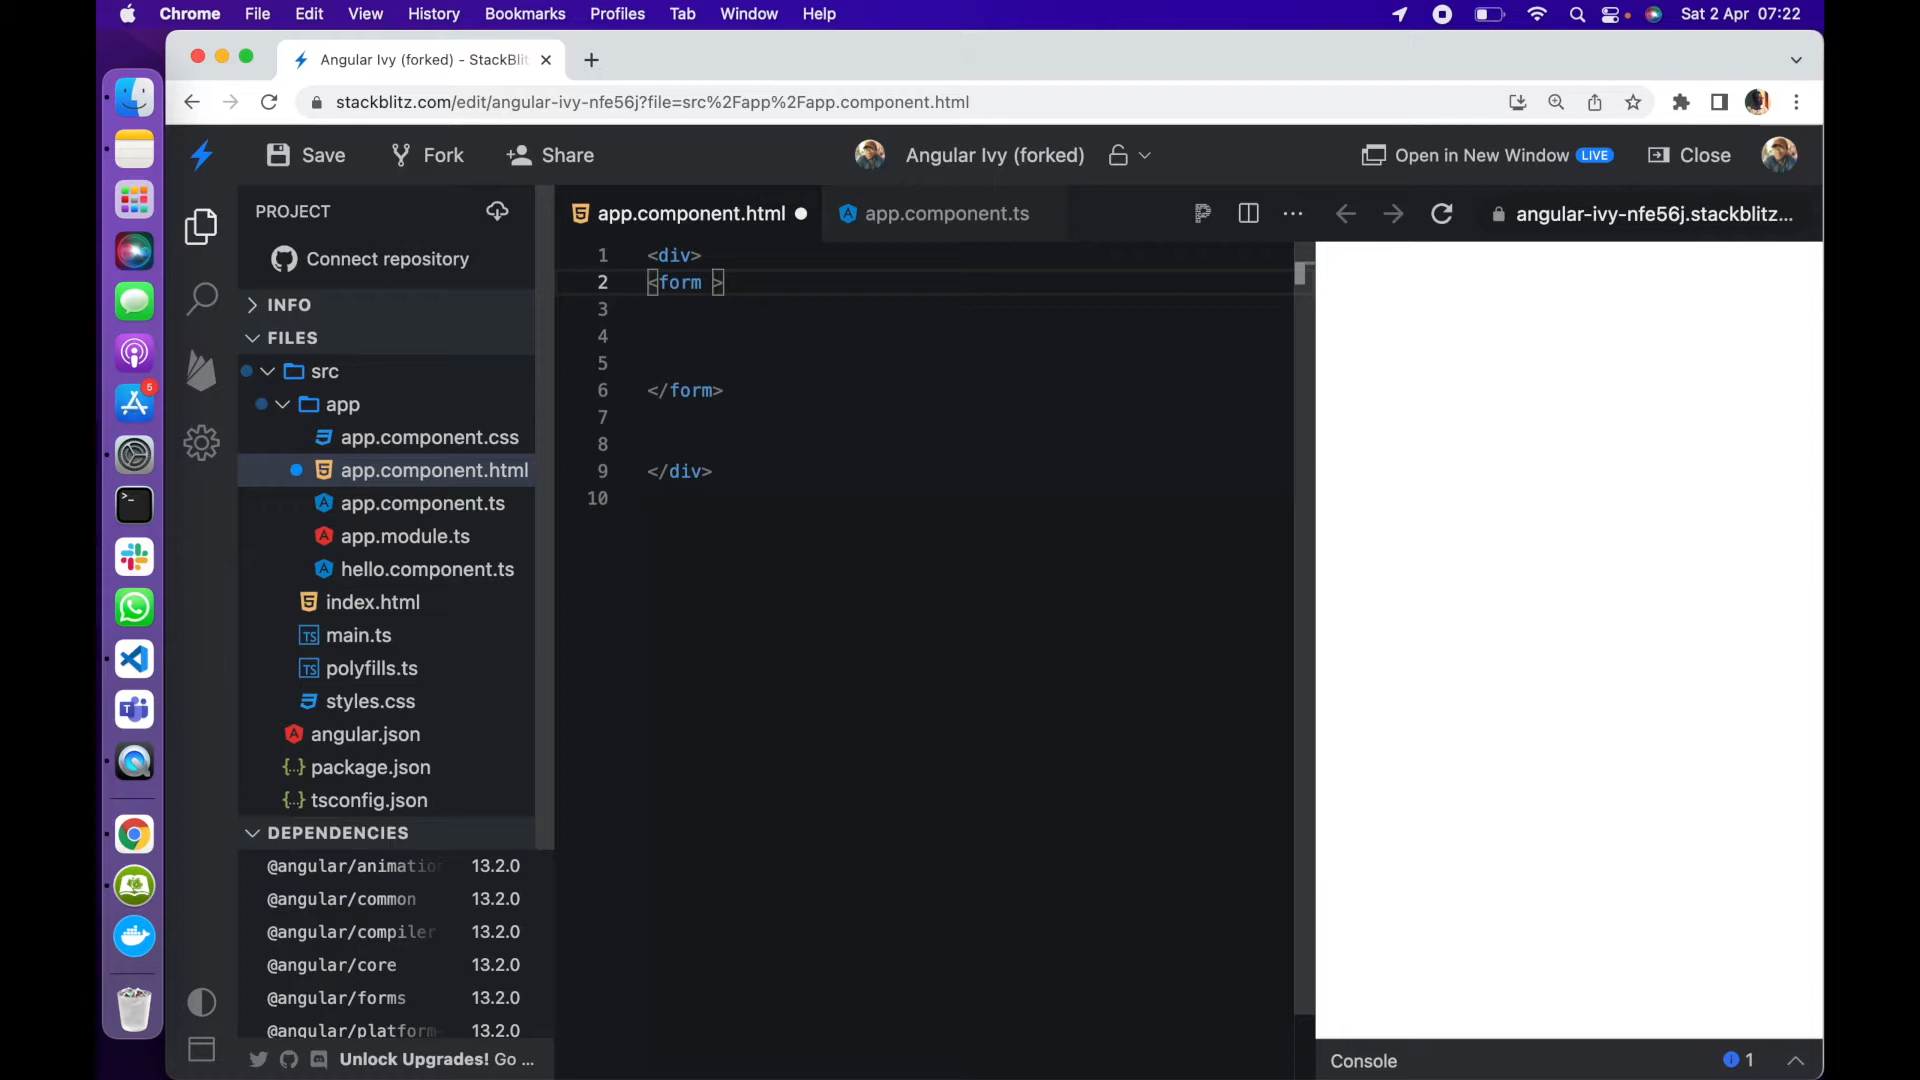 Chrome File Edit View History Bookmarks Profiles Tab Window Help Sat 2 Apr 07:22
Angular Ivy (forked) - StackBlit
stackblitz.com/edit/angular-ivy-nfe56j?file=src%2Fapp%2Fapp.component.html
Save Fork Share Angular Ivy (forked) Open in New Window LIVE Close
PROJECT
Connect repository
INFO
FILES
src
app
app.component.css
app.component.html
app.component.ts
app.module.ts
hello.component.ts
index.html
main.ts
polyfills.ts
styles.css
angular.json
package.json
tsconfig.json
DEPENDENCIES
@angular/animatio 13.2.0
@angular/common 13.2.0
@angular/compiler 13.2.0
@angular/core 13.2.0
@angular/forms 13.2.0
@angular/platform- 13.2.0
Unlock Upgrades! Go ...
app.component.html app.component.ts
1 <div>
2 <form >
3
4
5
6 </form>
7
8
9 </div>
10
angular-ivy-nfe56j.stackblitz...
Console 1
5